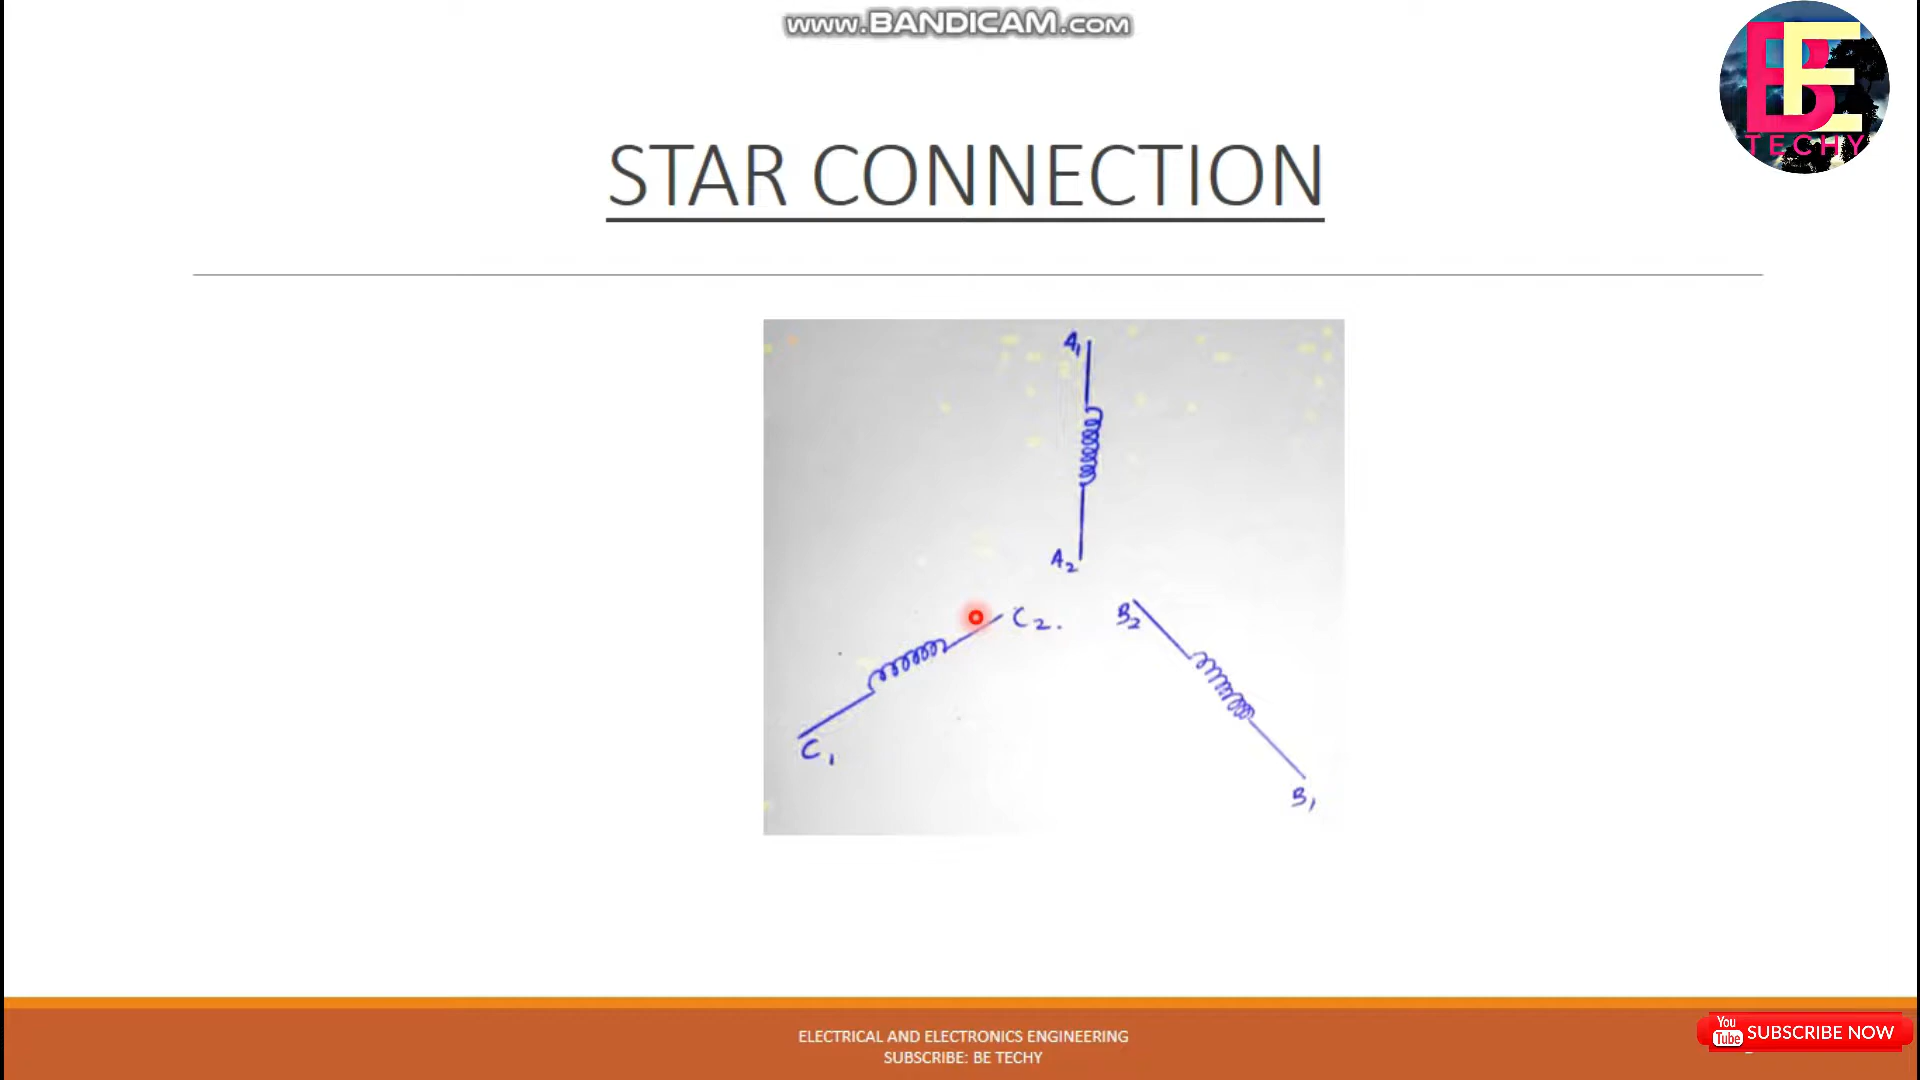 www.BANDICAM.com
BE
TECHY
STAR CONNECTION
A1
A2
C2.
B2
C1
B1
ELECTRICAL AND ELECTRONICS ENGINEERING
SUBSCRIBE: BE TECHY
You
Tube
SUBSCRIBE NOW